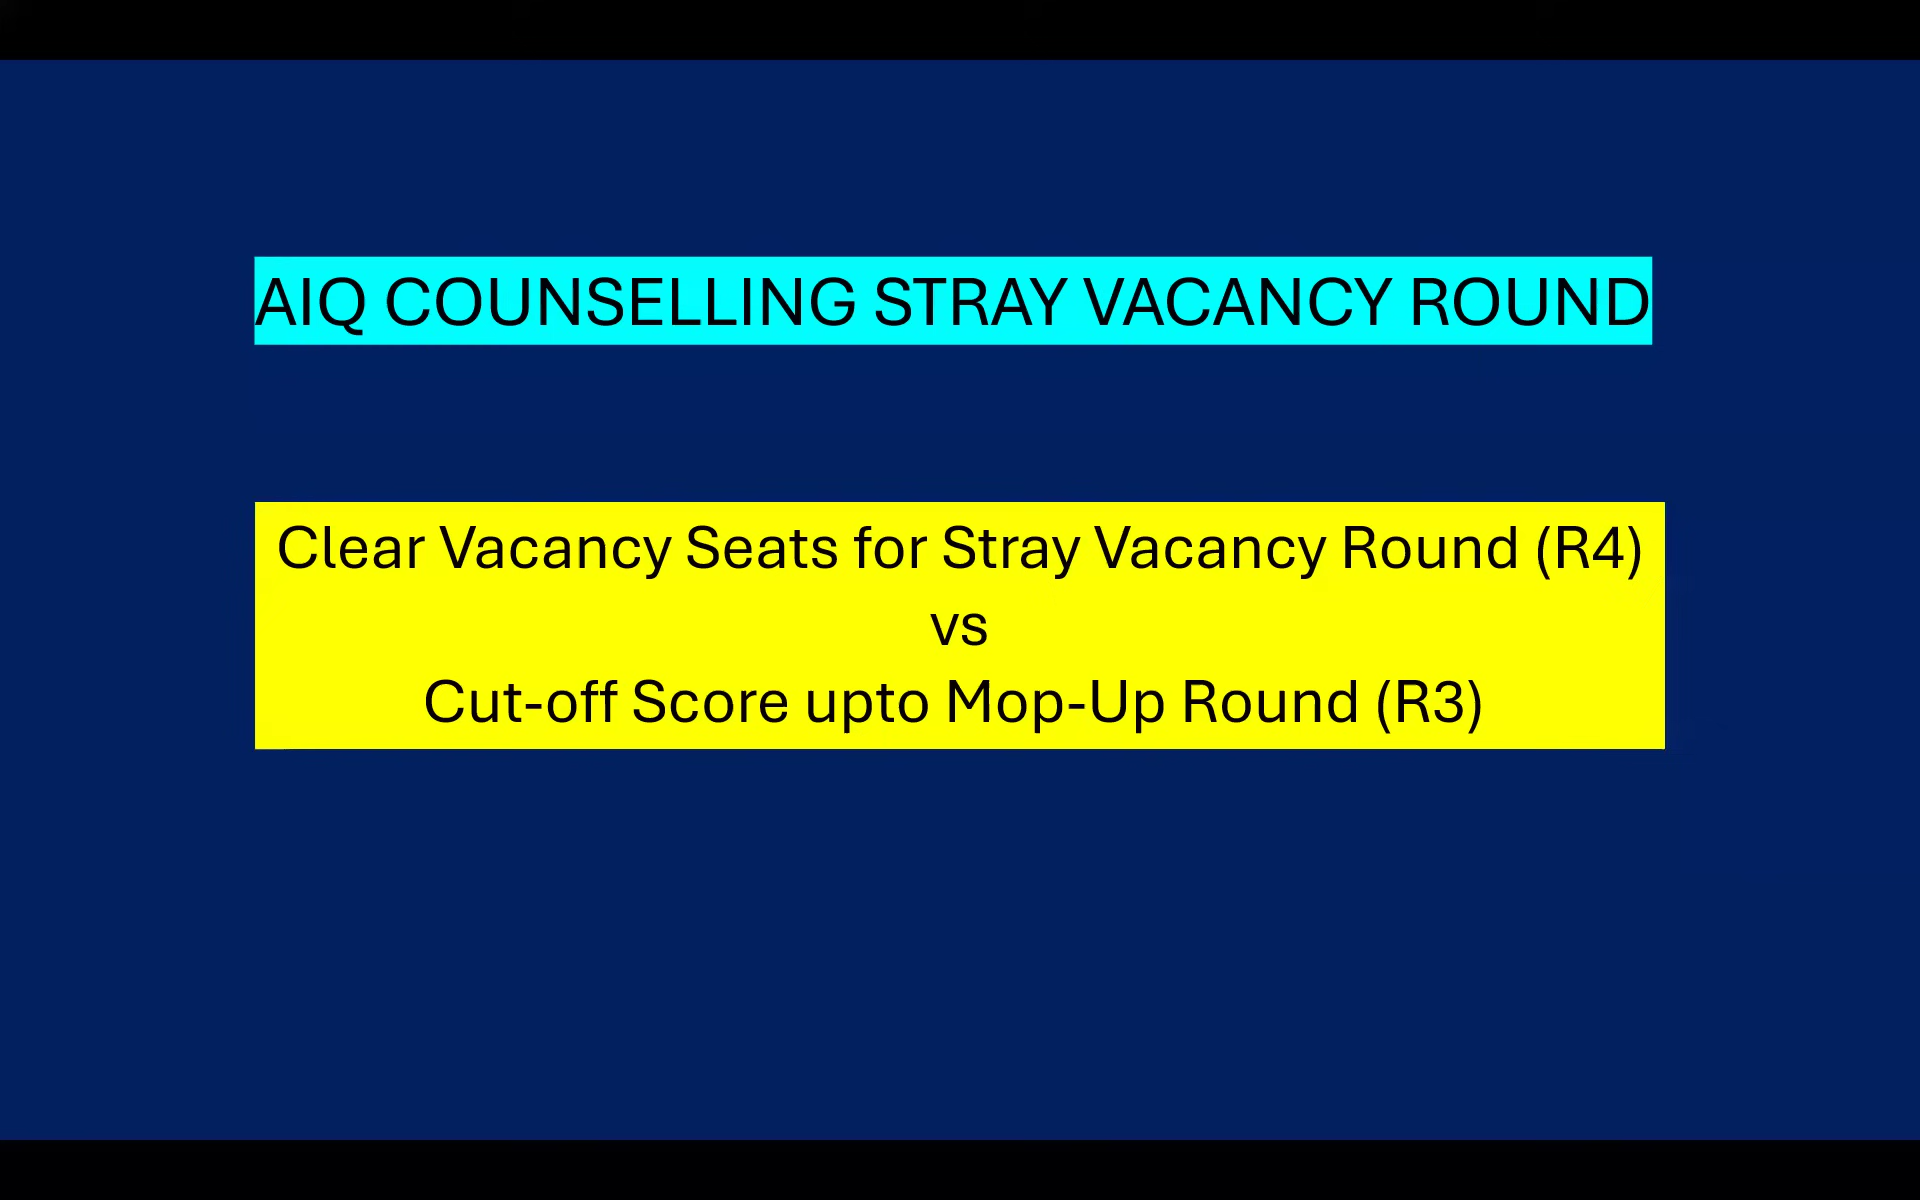 AIQ COUNSELLING STRAY VACANCY ROUND
Clear Vacancy Seats for Stray Vacancy Round (R4)
vs
Cut-off Score upto Mop-Up Round (R3)